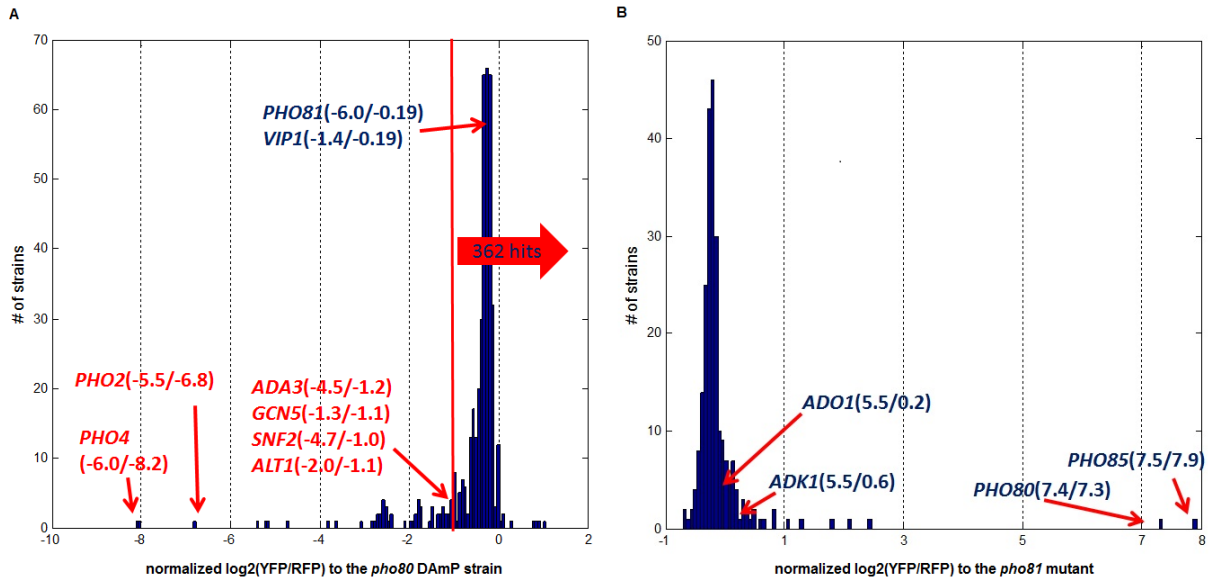 A
B
70
60
50
40
30
20
10
0
# of strains
PHO81(-6.0/-0.19)
VIP1(-1.4/-0.19)
362 hits
PHO2(-5.5/-6.8)
PHO4
(-6.0/-8.2)
ADA3(-4.5/-1.2)
GCN5(-1.3/-1.1)
SNF2(-4.7/-1.0)
ALT1(-2.0/-1.1)
-10 -8 -6 -4 -2 0 2
normalized log2(YFP/RFP) to the pho80 DAmP strain
50
40
30
20
10
0
# of strains
ADO1(5.5/0.2)
ADK1(5.5/0.6)
PHO85(7.5/7.9)
PHO80(7.4/7.3)
-1 1 3 5 7 8
normalized log2(YFP/RFP) to the pho81 mutant